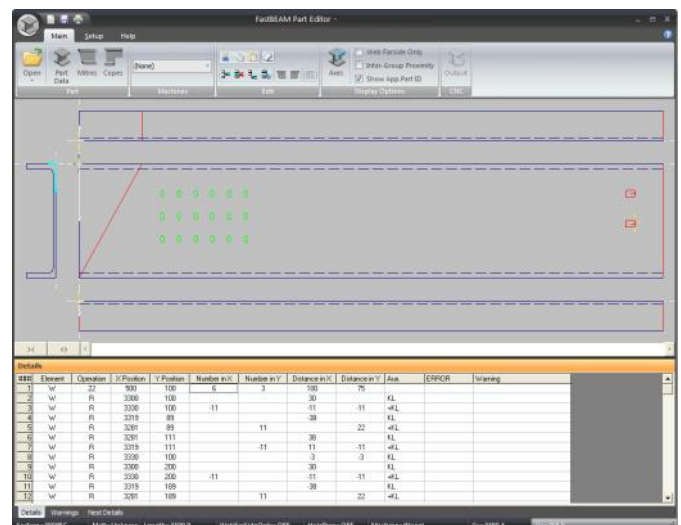 FastBEAM Part Editor -
Main Setup Help
(None)
Web Farside Only
Inter-Group Proximity
Show App.Part ID
Open Part Data Mitres Copes Axes Output
Part Machines Edit Display Options CNC
Details
### Element Operation X Position Y Position Number in X Number in Y Distance in X Distance in Y Aux. ERROR Warning
1 W 22 900 100 6 3 100 75
2 W R 3300 100 30 KL
3 W R 3330 100 -11 -11 -11 +KL
4 W R 3319 89 -38 KL
5 W R 3281 89 11 22 +KL
6 W R 3281 111 38 KL
7 W R 3319 111 -11 11 -11 +KL
8 W R 3330 100 -3 -3 KL
9 W R 3300 200 30 KL
10 W R 3330 200 -11 -11 -11 +KL
11 W R 3319 189 -38 KL
12 W R 3281 189 11 22 +KL
Details Warnings Nest Details